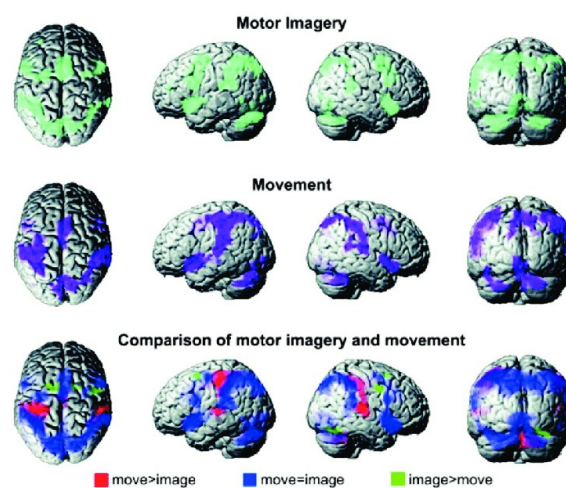 Motor Imagery
Movement
Comparison of motor imagery and movement
move>image move=image image>move